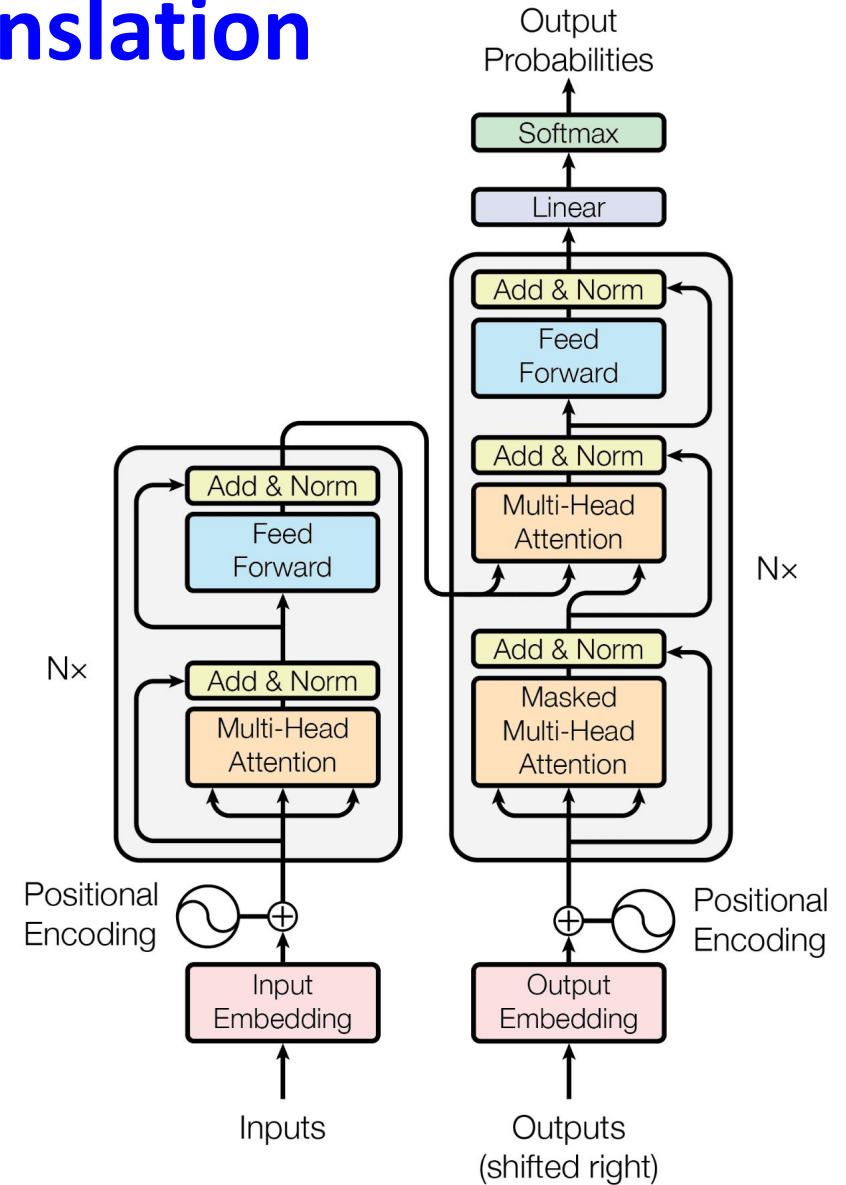 nslation
Output
Probabilities
Softmax
Linear
Add & Norm
Feed
Forward
Add & Norm
Multi-Head
Attention
Nx
Add & Norm
Masked
Multi-Head
Attention
Add & Norm
Feed
Forward
Nx
Add & Norm
Multi-Head
Attention
Positional
Encoding
Positional
Encoding
Input
Embedding
Output
Embedding
Inputs
Outputs
(shifted right)